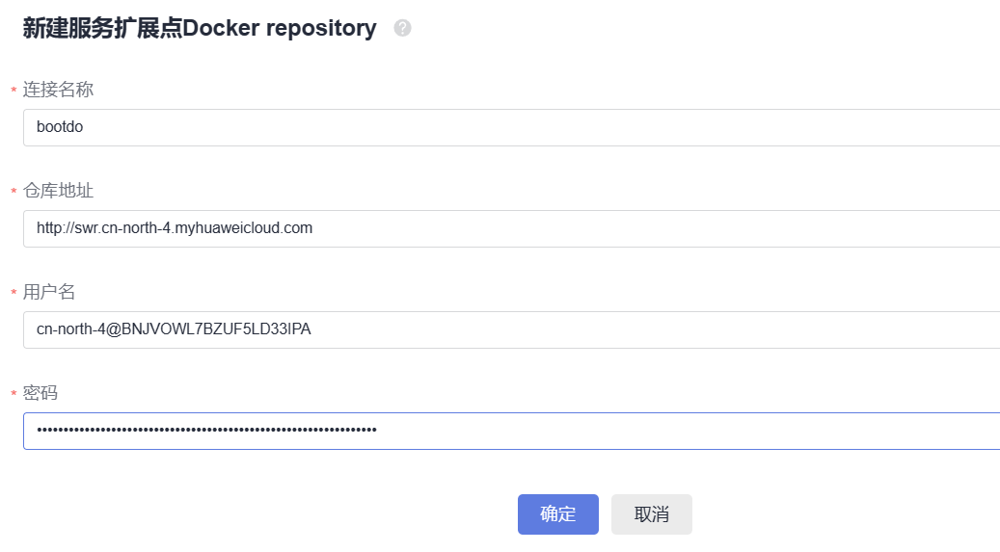 新建服务扩展点Docker repository ?
* 连接名称
bootdo
* 仓库地址
http://swr.cn-north-4.myhuaweicloud.com
* 用户名
cn-north-4@BNJVOWL7BZUF5LD33IPA
* 密码
••••••••••••••••••••••••••••••••••••••••••••••••••••••••••••••••
确定 取消